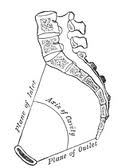 Plane of Inlet
Axis of Cavity
Plane of Outlet